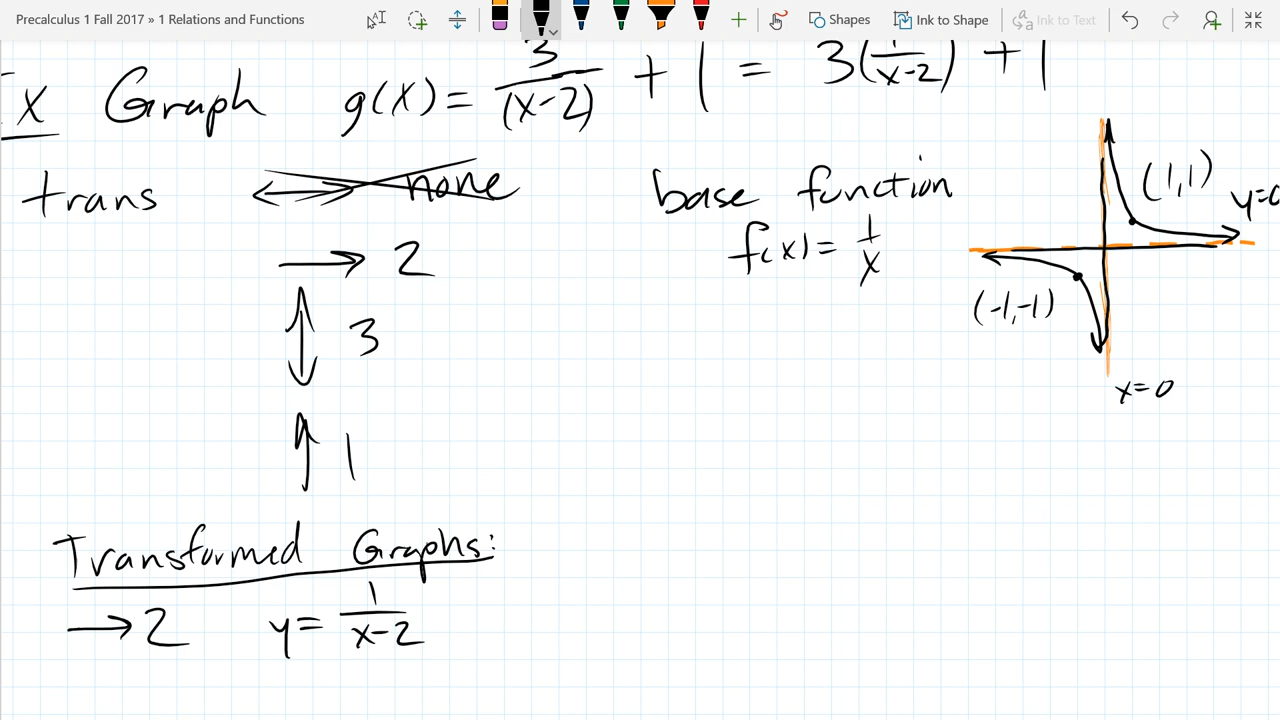 Precalculus 1 Fall 2017 » 1 Relations and Functions
Shapes
Ink to Shape
Ink to Text
Ex Graph g(x) = 3/(x-2) + 1 = 3(1/(x-2)) + 1
trans ↔ none
base function
f(x) = 1/x
(1,1)
y=0
(-1,-1)
x=0
→ 2
↕ 3
↑ 1
Transformed Graphs:
→ 2 y = 1/(x-2)